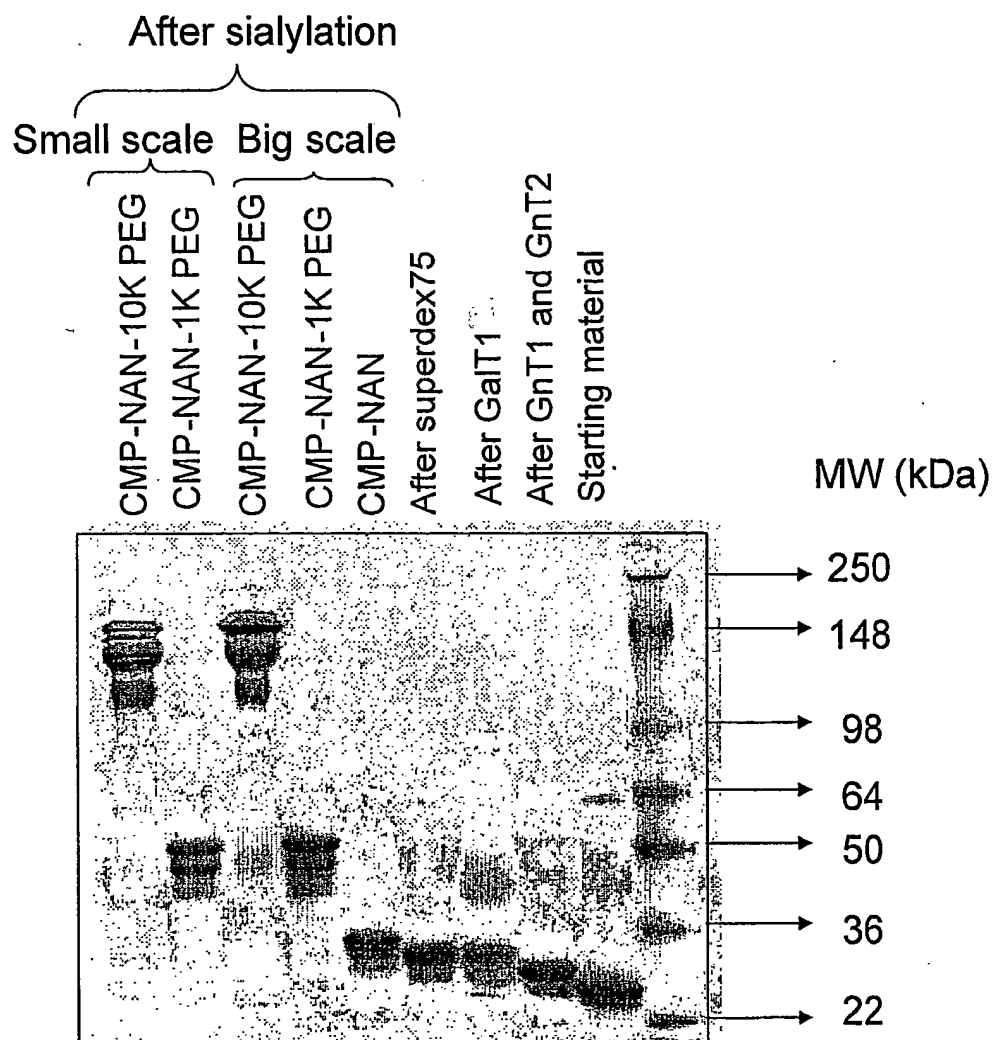 After sialylation
Small scale Big scale
CMP-NAN-10K PEG
CMP-NAN-1K PEG
CMP-NAN-10K PEG
CMP-NAN-1K PEG
CMP-NAN
After superdex75
After GalT1
After GnT1 and GnT2
Starting material
MW (kDa)
250
148
98
64
50
36
22